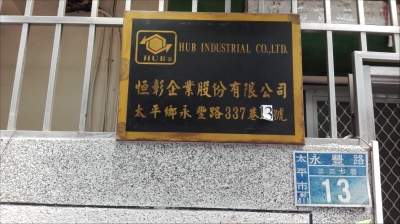 HUB
HUB INDUSTRIAL CO., LTD.
恒彰企業股份有限公司
太平鄉永豐路337巷13號
永豐路
三三七巷
太平市
13